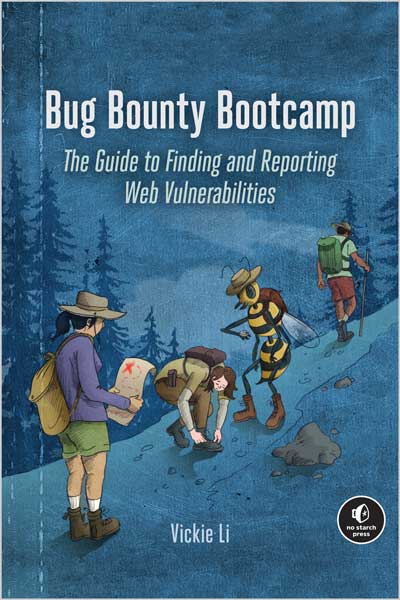 Bug Bounty Bootcamp
The Guide to Finding and Reporting
Web Vulnerabilities
Vickie Li
no starch
press